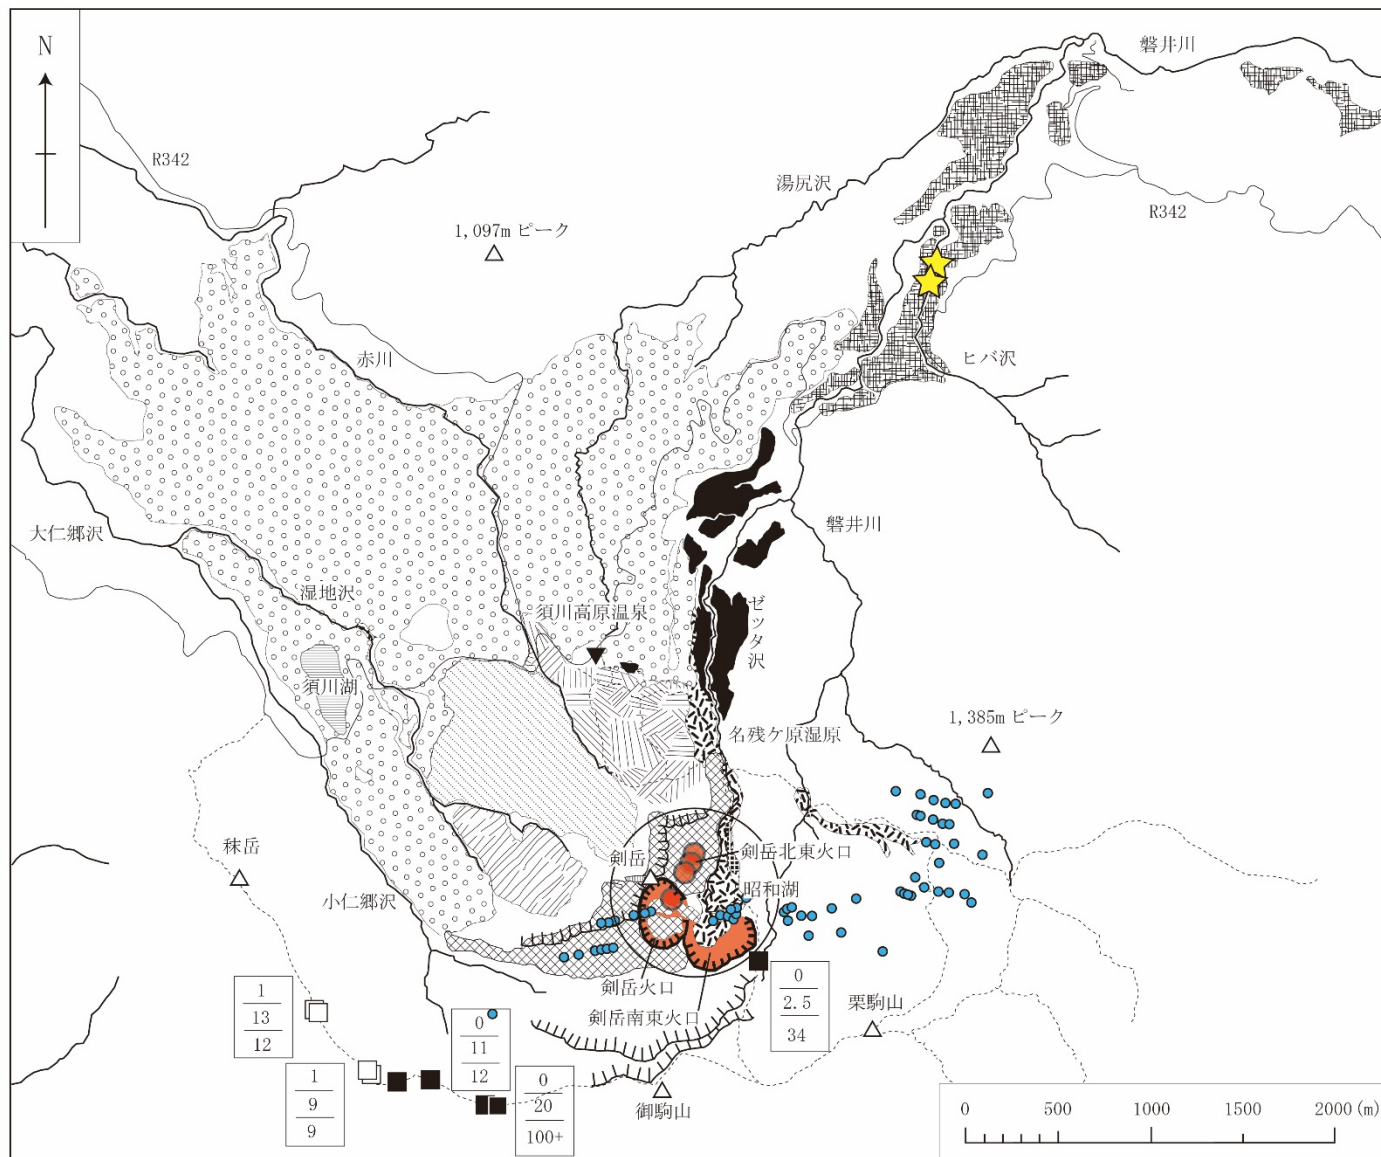 N
磐井川
R342
湯尻沢
R342
1,097m ピーク
赤川
ヒバ沢
大仁郷沢
磐井川
湿地沢
須川高原温泉
ゼッタ沢
須川湖
名残ケ原湿原
1,385m ピーク
秣岳
剣岳
剣岳北東火口
昭和湖
小仁郷沢
剣岳火口
剣岳南東火口
栗駒山
御駒山
1
13
12
1
9
9
0
11
12
0
20
100+
0
2.5
34
0 500 1000 1500 2000 (m)